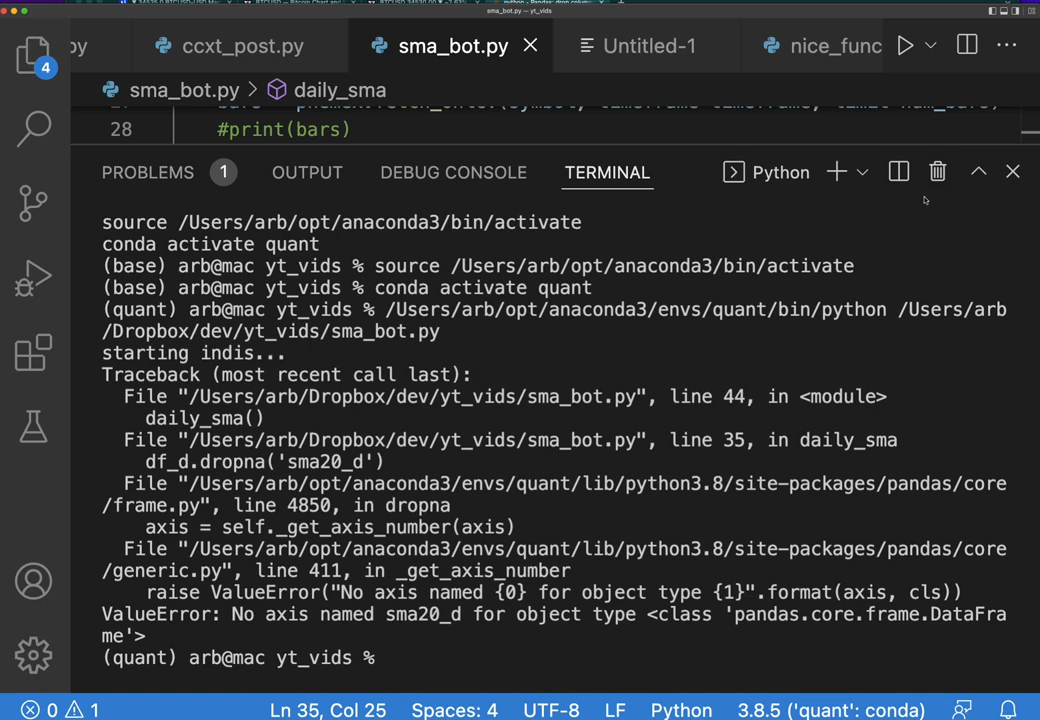 sma_bot.py — yt_vids
4
py
ccxt_post.py
sma_bot.py
Untitled-1
nice_func
sma_bot.py > daily_sma
28 #print(bars)
PROBLEMS 1 OUTPUT DEBUG CONSOLE TERMINAL Python
source /Users/arb/opt/anaconda3/bin/activate
conda activate quant
(base) arb@mac yt_vids % source /Users/arb/opt/anaconda3/bin/activate
(base) arb@mac yt_vids % conda activate quant
(quant) arb@mac yt_vids % /Users/arb/opt/anaconda3/envs/quant/bin/python /Users/arb
/Dropbox/dev/yt_vids/sma_bot.py
starting indis...
Traceback (most recent call last):
File "/Users/arb/Dropbox/dev/yt_vids/sma_bot.py", line 44, in <module>
daily_sma()
File "/Users/arb/Dropbox/dev/yt_vids/sma_bot.py", line 35, in daily_sma
df_d.dropna('sma20_d')
File "/Users/arb/opt/anaconda3/envs/quant/lib/python3.8/site-packages/pandas/core
/frame.py", line 4850, in dropna
axis = self._get_axis_number(axis)
File "/Users/arb/opt/anaconda3/envs/quant/lib/python3.8/site-packages/pandas/core
/generic.py", line 411, in _get_axis_number
raise ValueError("No axis named {0} for object type {1}".format(axis, cls))
ValueError: No axis named sma20_d for object type <class 'pandas.core.frame.DataFra
me'>
(quant) arb@mac yt_vids %
0 1 Ln 35, Col 25 Spaces: 4 UTF-8 LF Python 3.8.5 ('quant': conda)